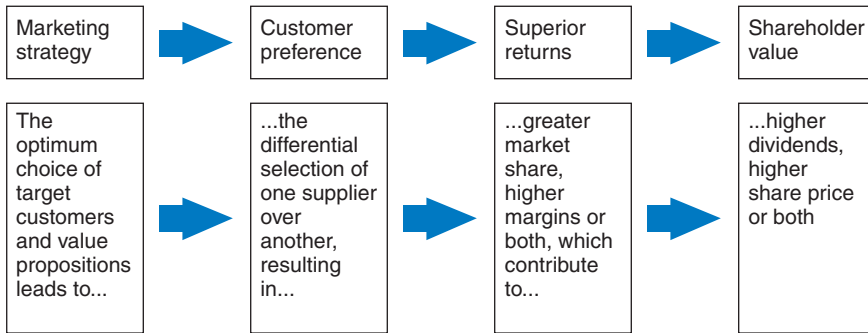 Marketing
strategy
Customer
preference
Superior
returns
Shareholder
value
The
optimum
choice of
target
customers
and value
propositions
leads to...
...the
differential
selection of
one supplier
over
another,
resulting
in...
...greater
market
share,
higher
margins or
both, which
contribute
to...
...higher
dividends,
higher
share price
or both